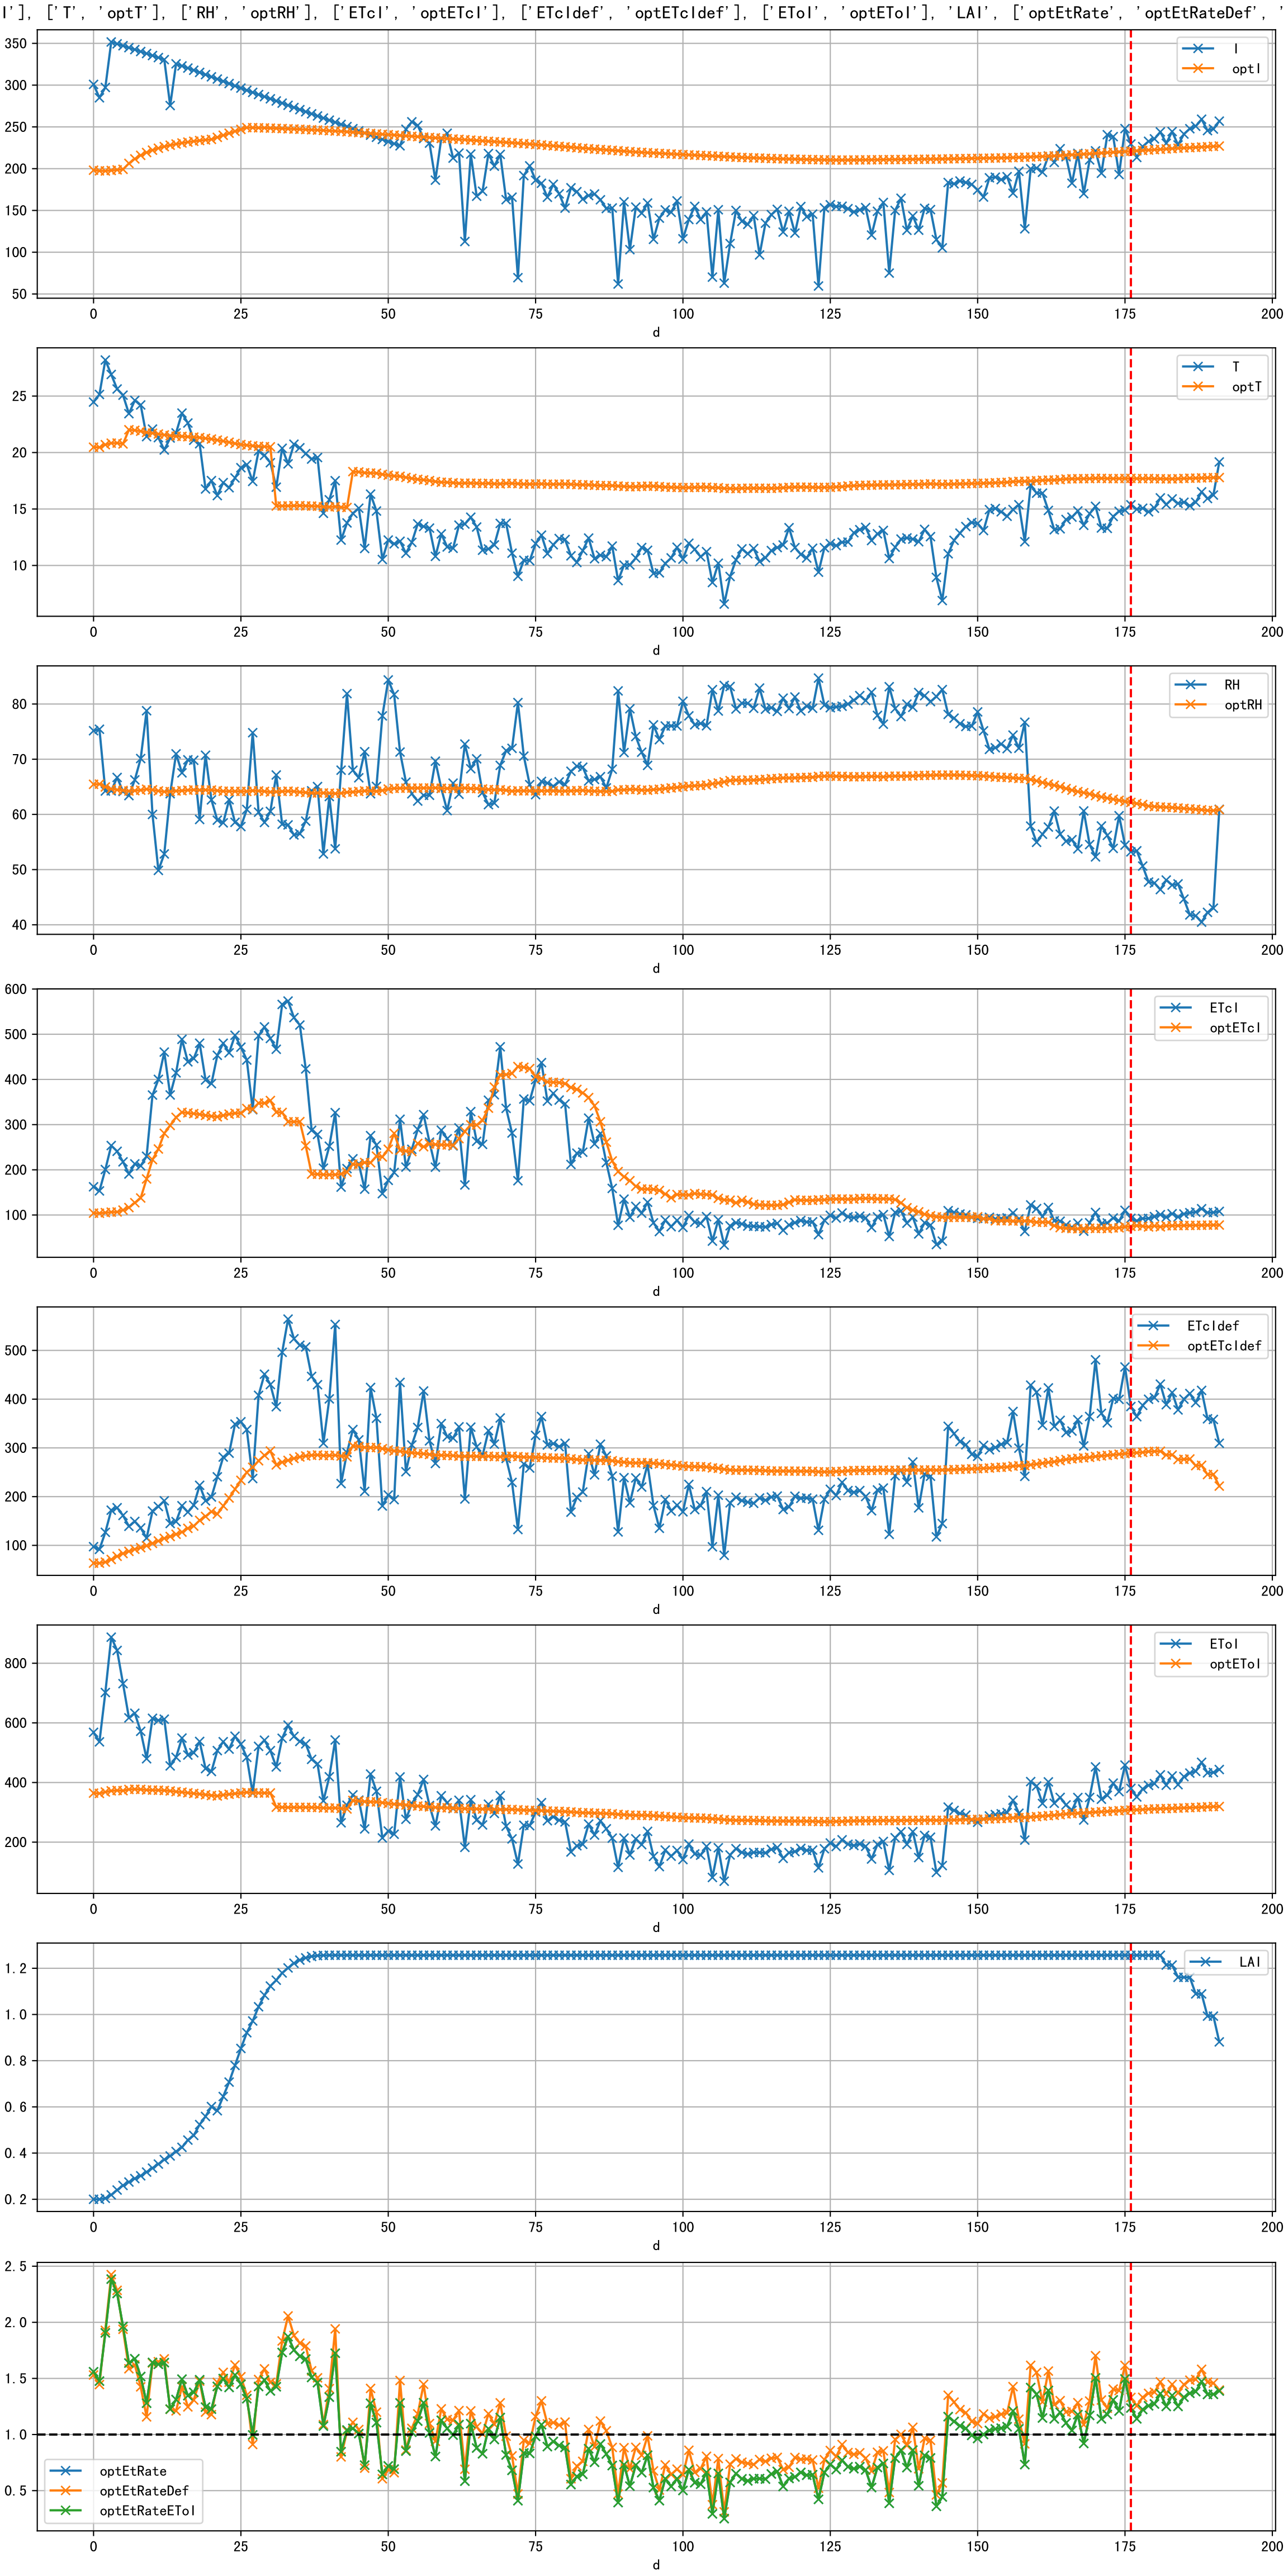 I'], ['T', 'optT'], ['RH', 'optRH'], ['ETcI', 'optETcI'], ['ETcIdef', 'optETcIdef'], ['EToI', 'optEToI'], 'LAI', ['optEtRate', 'optEtRateDef', '
350
300
250
200
150
100
50
I
optI
0 25 50 75 100 125 150 175 200
d
25
20
15
10
T
optT
0 25 50 75 100 125 150 175 200
d
80
70
60
50
40
RH
optRH
0 25 50 75 100 125 150 175 200
d
600
500
400
300
200
100
ETcI
optETcI
0 25 50 75 100 125 150 175 200
d
500
400
300
200
100
ETcIdef
optETcIdef
0 25 50 75 100 125 150 175 200
d
800
600
400
200
EToI
optEToI
0 25 50 75 100 125 150 175 200
d
1.2
1.0
0.8
0.6
0.4
0.2
LAI
0 25 50 75 100 125 150 175 200
d
2.5
2.0
1.5
1.0
0.5
optEtRate
optEtRateDef
optEtRateEToI
0 25 50 75 100 125 150 175 200
d